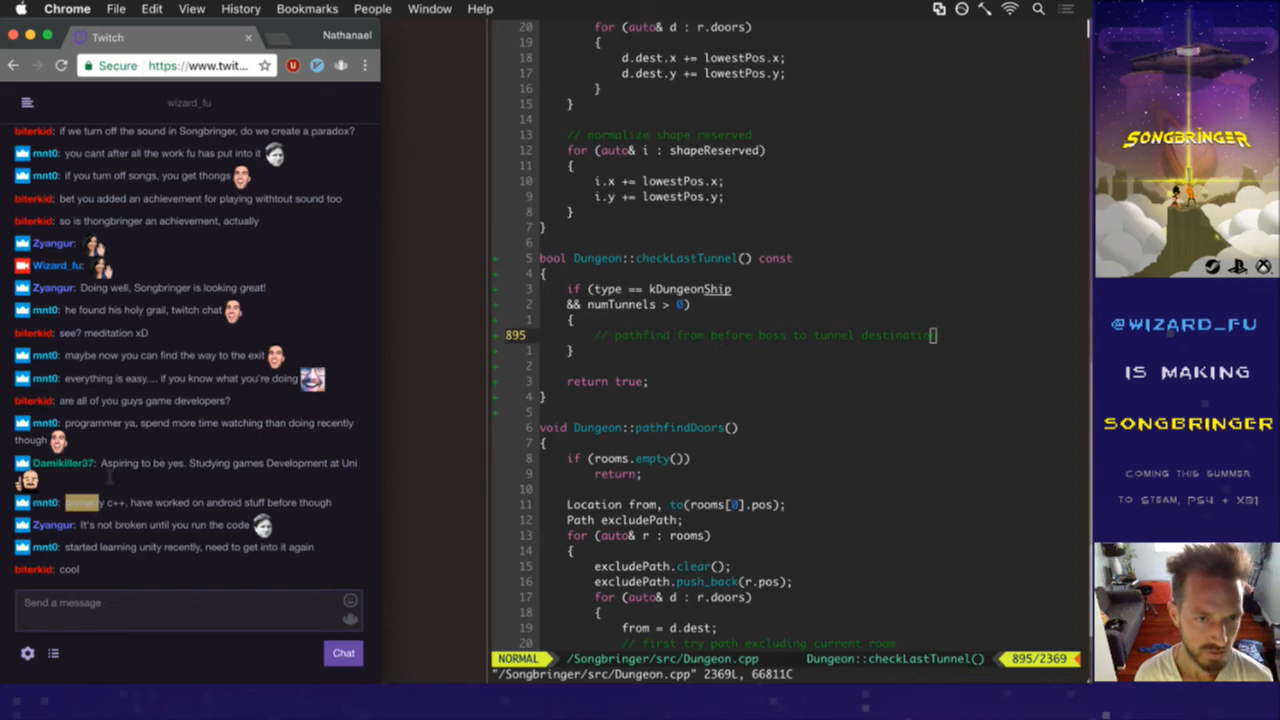 Chrome File Edit View History Bookmarks People Window Help
Twitch
Nathanael
Secure https://www.twit...
wizard_fu
biterkid: if we turn off the sound in Songbringer, do we create a paradox?
mnt0: you cant after all the work fu has put into it
mnt0: if you turn off songs, you get thongs
biterkid: bet you added an achievement for playing withtout sound too
biterkid: so is thongbringer an achievement, actually
Zyangur:
Wizard_fu:
Zyangur: Doing well, Songbringer is looking great!
mnt0: he found his holy grail, twitch chat
biterkid: see? meditation xD
mnt0: maybe now you can find the way to the exit
mnt0: everything is easy.... if you know what you're doing
biterkid: are all of you guys game developers?
mnt0: programmer ya, spend more time watching than doing recently
though
Damikiller37: Aspiring to be yes. Studying games Development at Uni
mnt0: c++, have worked on android stuff before though
Zyangur: It's not broken until you run the code
mnt0: started learning unity recently, need to get into it again
biterkid: cool
Send a message
Chat
20 for (auto& d : r.doors)
19 {
18 d.dest.x += lowestPos.x;
17 d.dest.y += lowestPos.y;
16 }
15 }
14
13 // normalize shape reserved
12 for (auto& i : shapeReserved)
11 {
10 i.x += lowestPos.x;
9 i.y += lowestPos.y;
8 }
7 }
6
+ 5 bool Dungeon::checkLastTunnel() const
+ 4 {
+ 3 if (type == kDungeonShip
+ 2 && numTunnels > 0)
+ 1 {
+ 895 // pathfind from before boss to tunnel destination
+ 1 }
+ 2
+ 3 return true;
+ 4 }
+ 5
6 void Dungeon::pathfindDoors()
7 {
8 if (rooms.empty())
9 return;
10
11 Location from, to(rooms[0].pos);
12 Path excludePath;
13 for (auto& r : rooms)
14 {
15 excludePath.clear();
16 excludePath.push_back(r.pos);
17 for (auto& d : r.doors)
18 {
19 from = d.dest;
20 // first try path excluding current room
NORMAL /Songbringer/src/Dungeon.cpp Dungeon::checkLastTunnel() 895/2369
"/Songbringer/src/Dungeon.cpp" 2369L, 66811C
SONGBRINGER
@WIZARD_FU
IS MAKING
SONGBRINGER
COMING THIS SUMMER
TO STEAM, PS4 + XB1